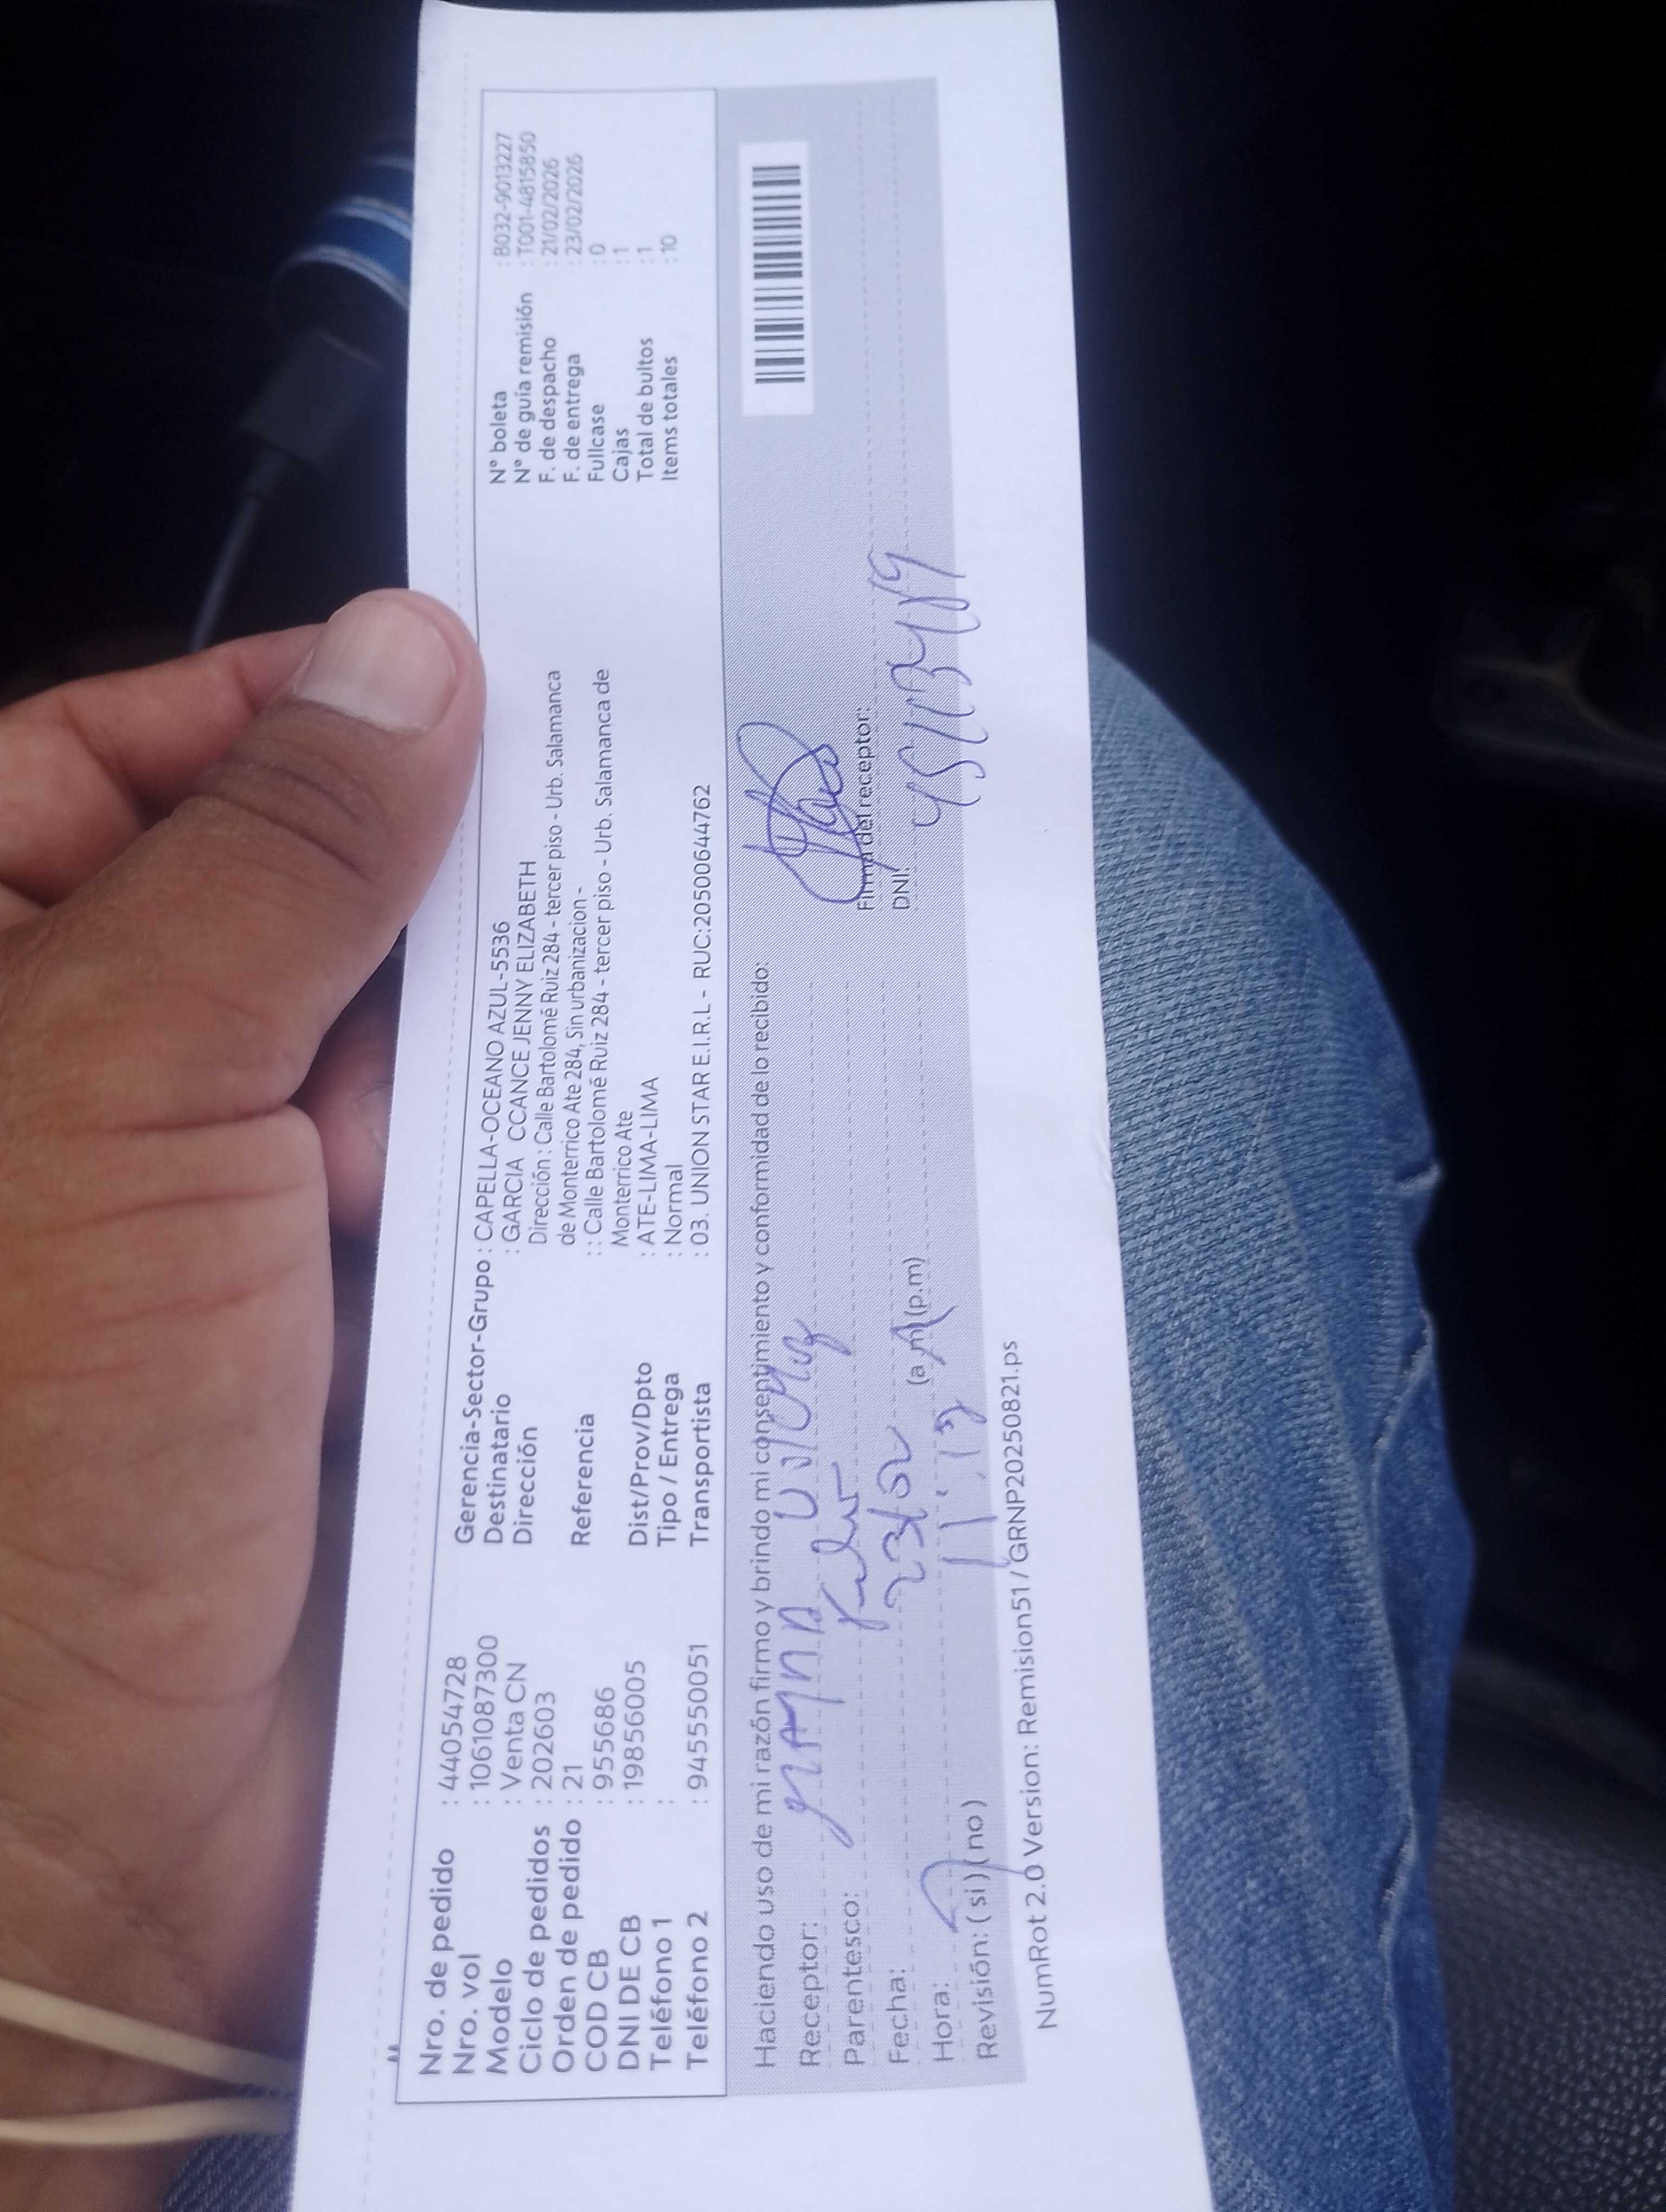 Nro. de pedido : 440547​28
Nro. vol : 1061087300
Modelo : Venta CN
Ciclo de pedidos : 202603
Orden de pedido : 21
COD CB : 955686
DNI DE CB : 19856005
Teléfono 1 :
Teléfono 2 : 945550051
Gerencia-Sector-Grupo : CAPELLA-OCEANO AZUL-5536
Destinatario : GARCIA CCANCE JENNY ELIZABETH
Dirección Dirección : Calle Bartolomé Ruiz 284 - tercer piso - Urb. Salamanca
de Monterrico Ate 284, Sin urbanizacion -
Referencia : : Calle Bartolomé Ruiz 284 - tercer piso - Urb. Salamanca de
Monterrico Ate
Dist/Prov/Dpto : ATE-LIMA-LIMA
Tipo / Entrega : Normal
Transportista : 03. UNION STAR E.I.R.L - RUC:20500644762
N° boleta : B032-9013227
N° de guía remisión : T001-4815850
F. de despacho : 21/02/2026
F. de entrega : 23/02/2026
Fullcase : 0
Cajas : 1
Total de bultos : 1
Items totales : 10
Haciendo uso de mi razón firmo y brindo mi consentimiento y conformidad de lo recibido:
Receptor:
Parentesco:
Fecha: 23/02
Hora: (a.m)(p.m)
Revisión: ( si ) ( no )
Firma del receptor:
DNI:
NumRot 2.0 Version: Remision51 / GRNP20250821.ps